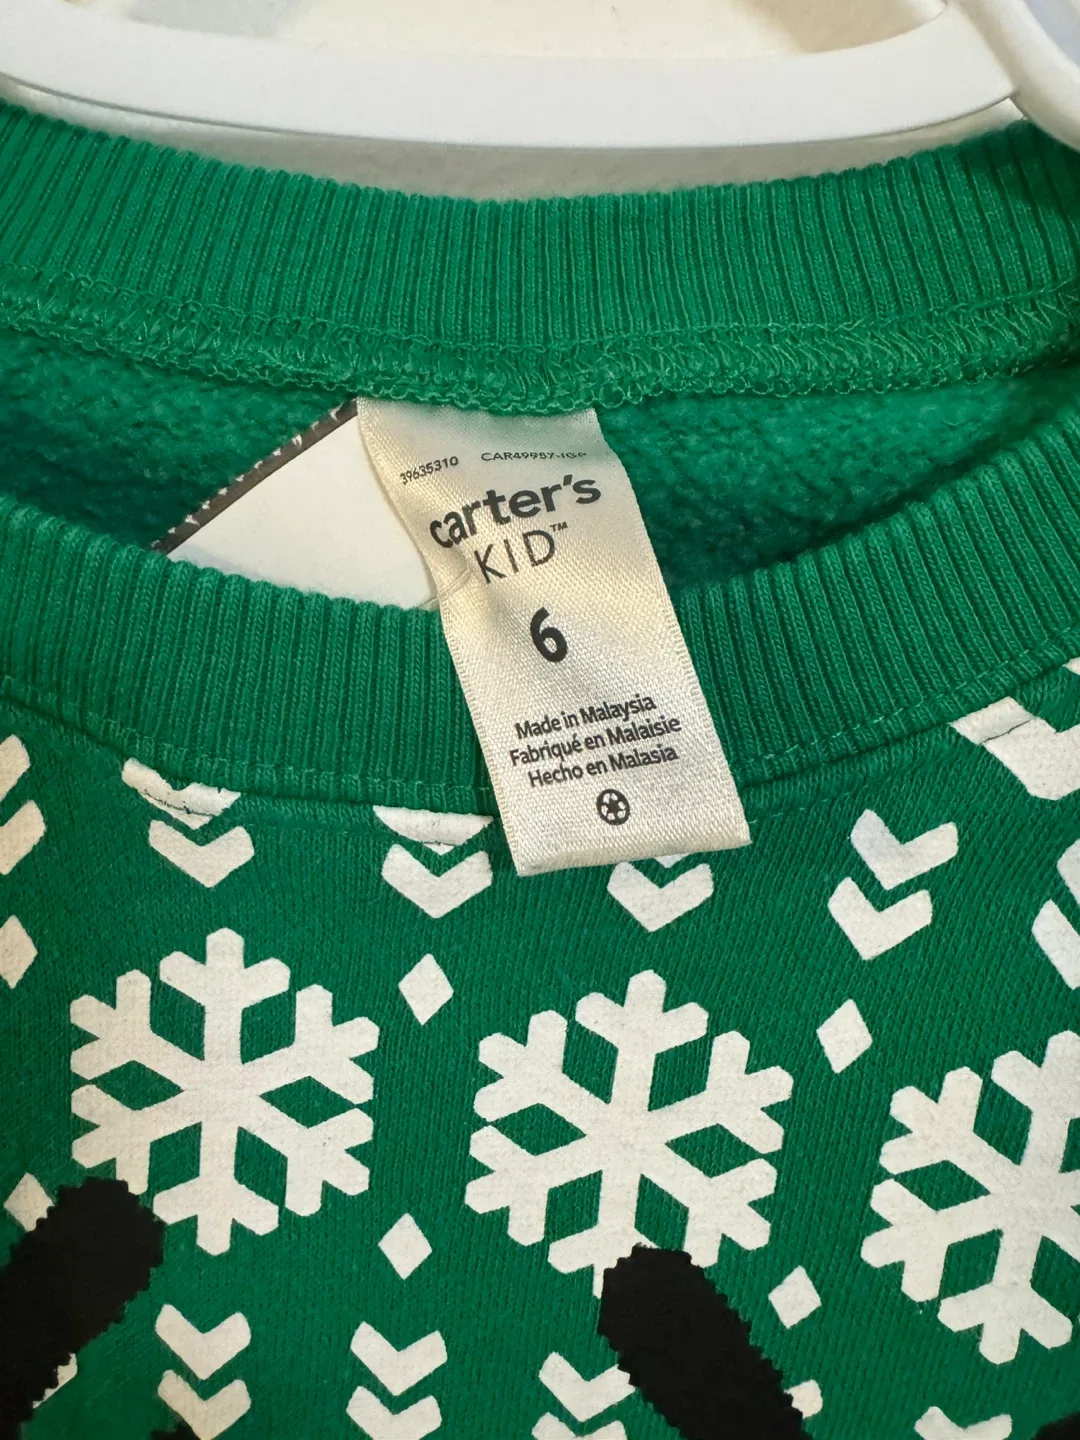 39635310
carter's
KID™
6
Made in Malaysia
Fabriqué en Malaisie
Hecho en Malasia